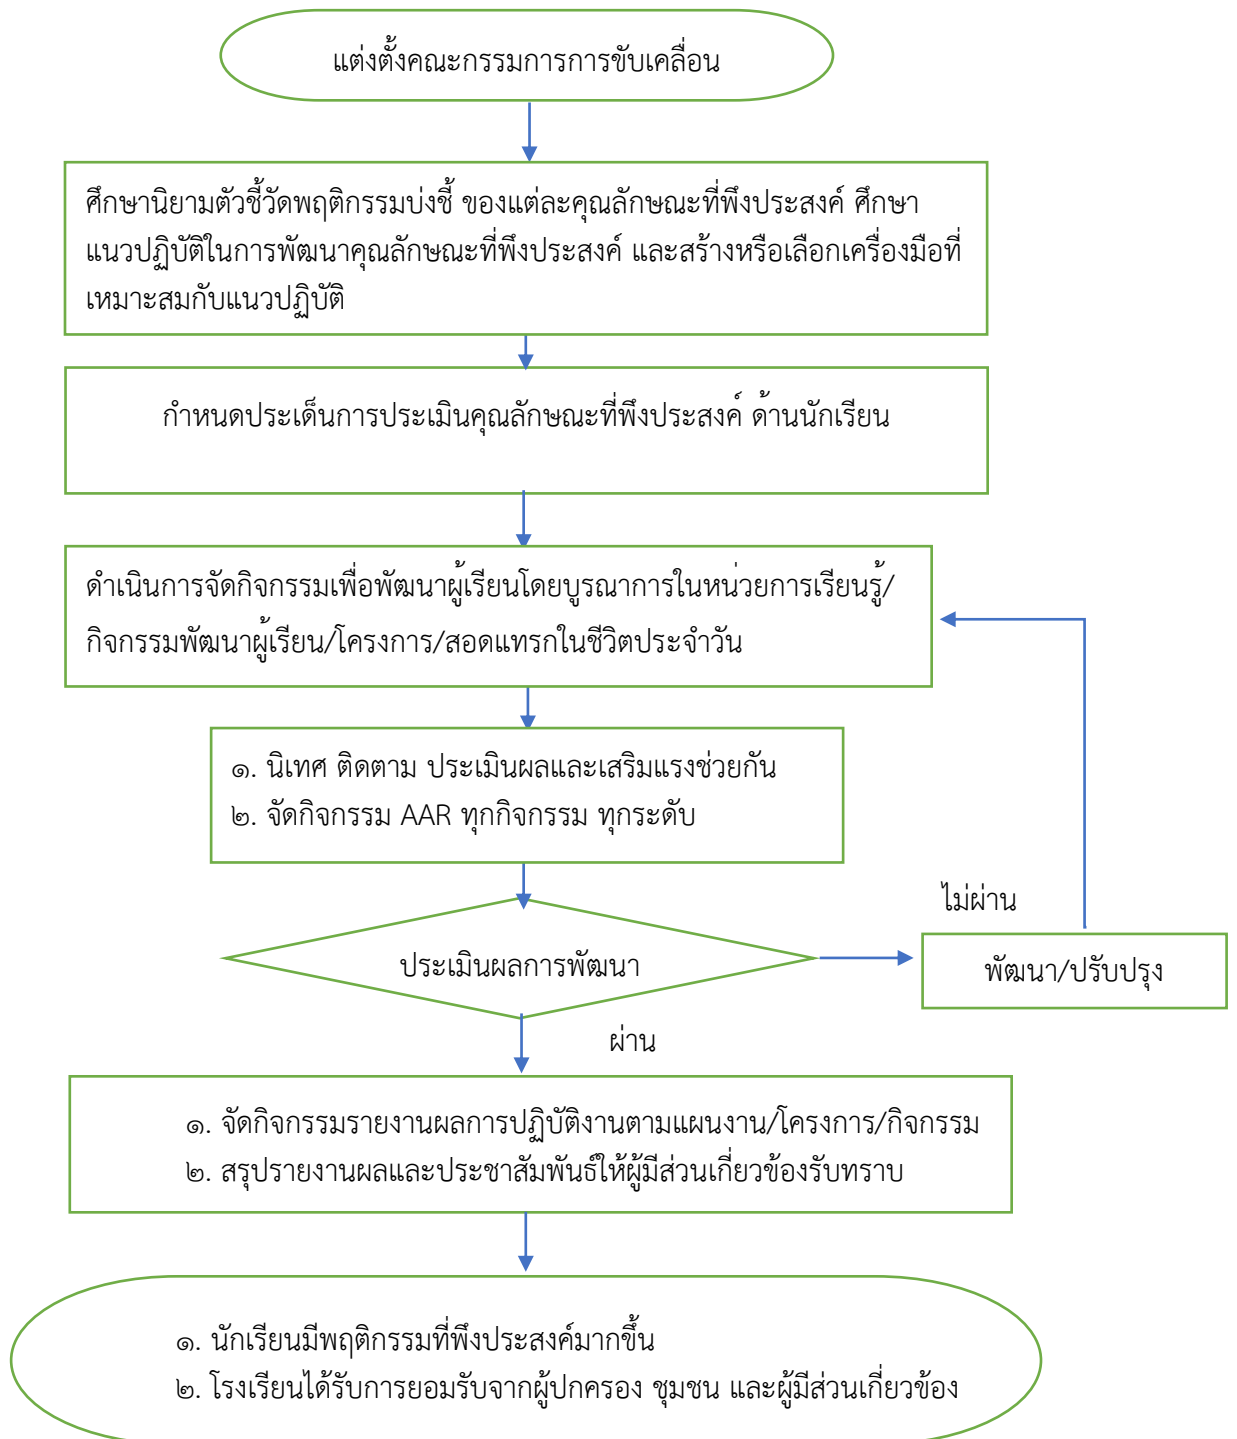 แต่งตั้งคณะกรรมการการขับเคลื่อน
ศึกษานิยามตัวชี้วัดพฤติกรรมบ่งชี้ ของแต่ละคุณลักษณะที่พึงประสงค์ ศึกษา
แนวปฏิบัติในการพัฒนาคุณลักษณะที่พึงประสงค์ และสร้างหรือเลือกเครื่องมือที่
เหมาะสมกับแนวปฏิบัติ
กำหนดประเด็นการประเมินคุณลักษณะที่พึงประสงค์ ด้านนักเรียน
ดำเนินการจัดกิจกรรมเพื่อพัฒนาผู้เรียนโดยบูรณาการในหน่วยการเรียนรู้/
กิจกรรมพัฒนาผู้เรียน/โครงการ/สอดแทรกในชีวิตประจำวัน
๑. นิเทศ ติดตาม ประเมินผลและเสริมแรงช่วยกัน
๒. จัดกิจกรรม AAR ทุกกิจกรรม ทุกระดับ
ไม่ผ่าน
ประเมินผลการพัฒนา
พัฒนา/ปรับปรุง
ผ่าน
๑. จัดกิจกรรมรายงานผลการปฏิบัติงานตามแผนงาน/โครงการ/กิจกรรม
๒. สรุปรายงานผลและประชาสัมพันธ์ให้ผู้มีส่วนเกี่ยวข้องรับทราบ
๑. นักเรียนมีพฤติกรรมที่พึงประสงค์มากขึ้น
๒. โรงเรียนได้รับการยอมรับจากผู้ปกครอง ชุมชน และผู้มีส่วนเกี่ยวข้อง